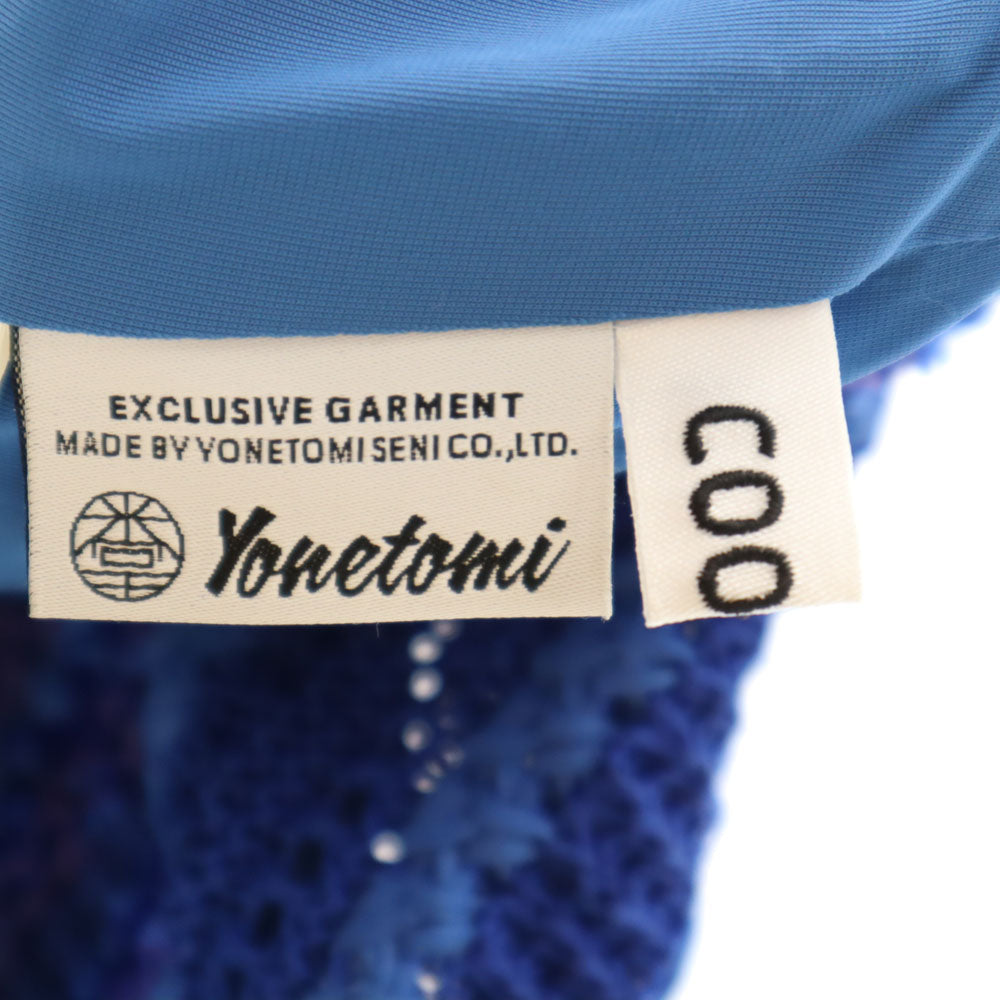 EXCLUSIVE GARMENT
MADE BY YONETOMI SENI CO.,LTD.
Yonetomi
COO